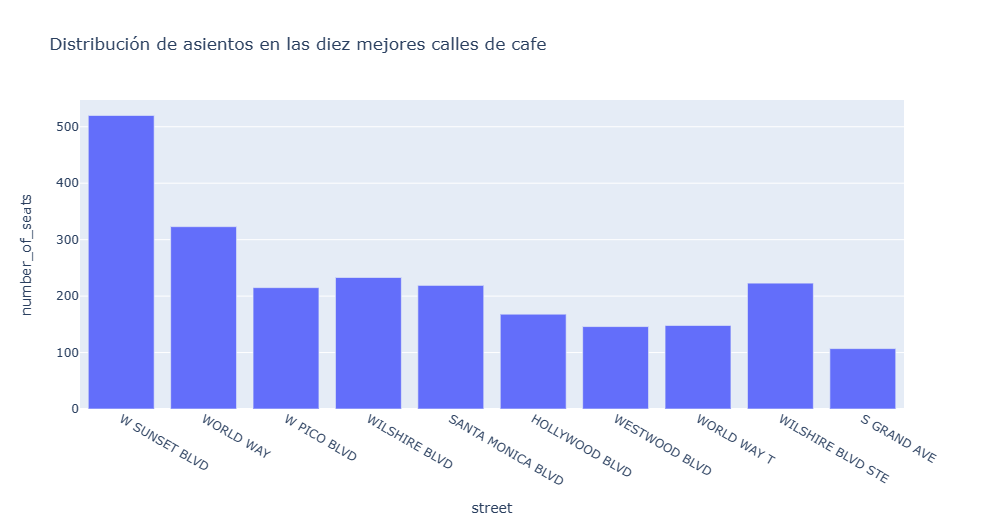 Distribución de asientos en las diez mejores calles de cafe
number_of_seats
500
400
300
200
100
0
W SUNSET BLVD
WORLD WAY
W PICO BLVD
WILSHIRE BLVD
SANTA MONICA BLVD
HOLLYWOOD BLVD
WESTWOOD BLVD
WORLD WAY T
WILSHIRE BLVD STE
S GRAND AVE
street